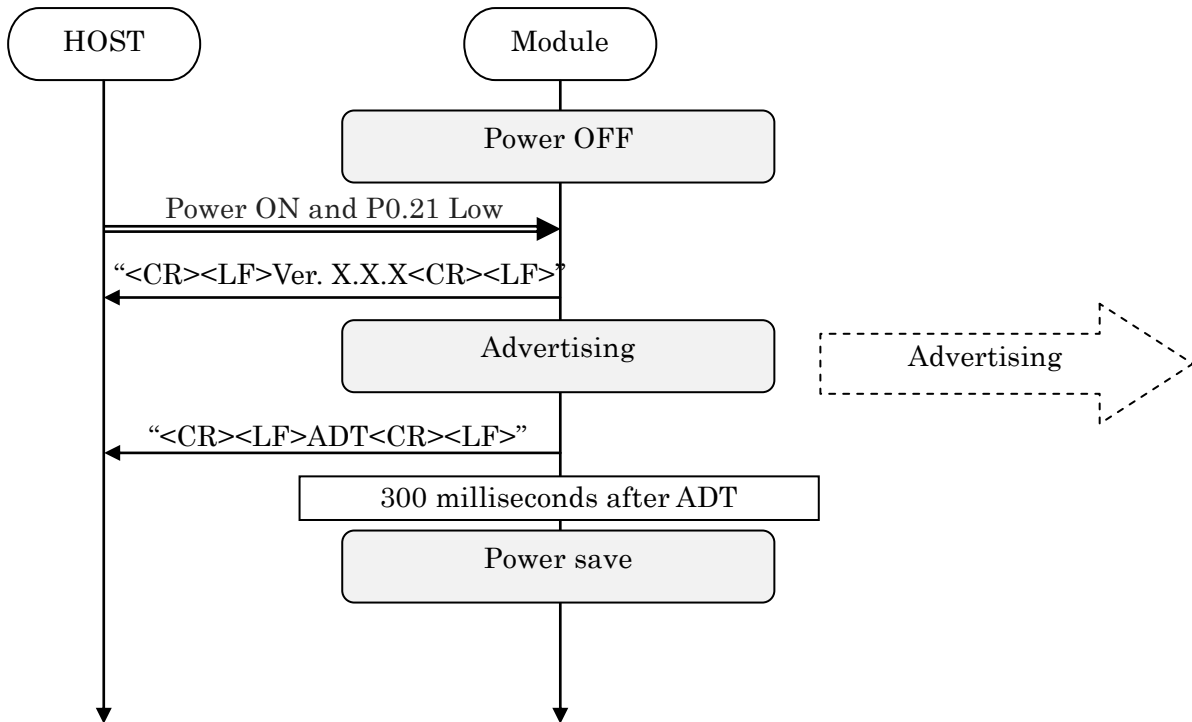 HOST
Module
Power OFF
Power ON and P0.21 Low
“<CR><LF>Ver. X.X.X<CR><LF>”
Advertising
Advertising
“<CR><LF>ADT<CR><LF>”
300 milliseconds after ADT
Power save